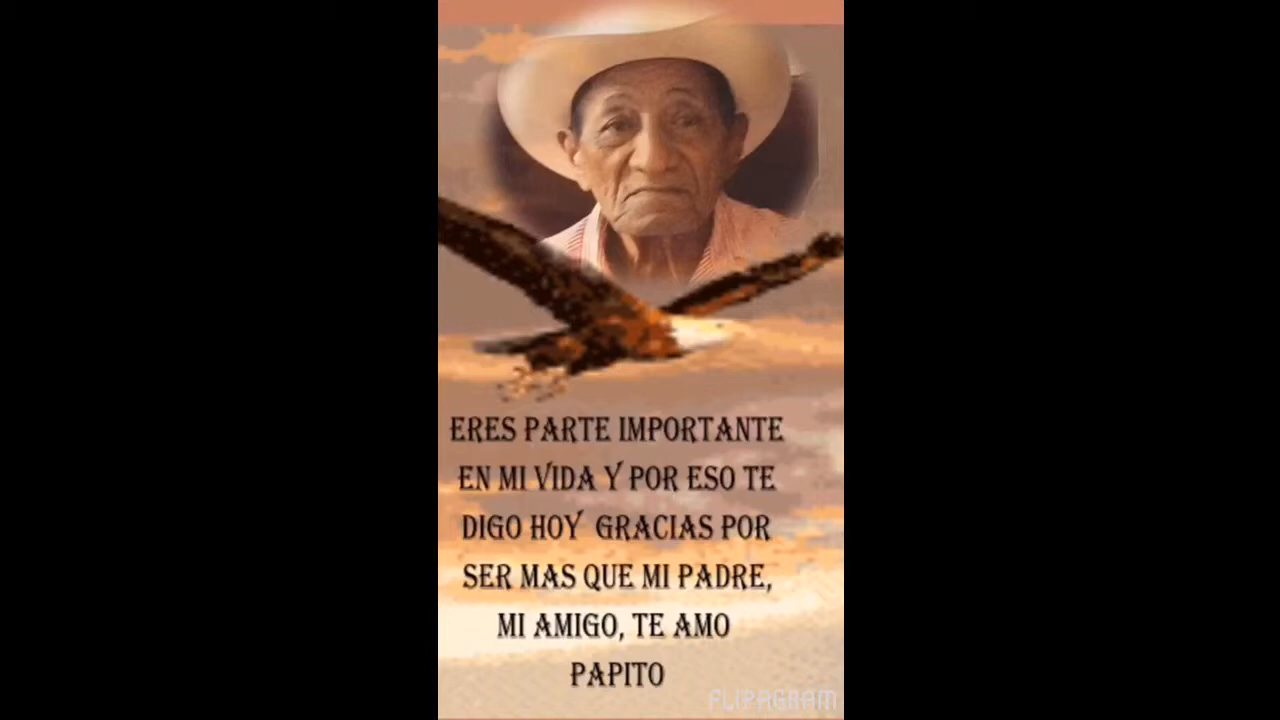 ERES PARTE IMPORTANTE
EN MI VIDA Y POR ESO TE
DIGO HOY GRACIAS POR
SER MAS QUE MI PADRE,
MI AMIGO, TE AMO
PAPITO
FLIPAGRAM